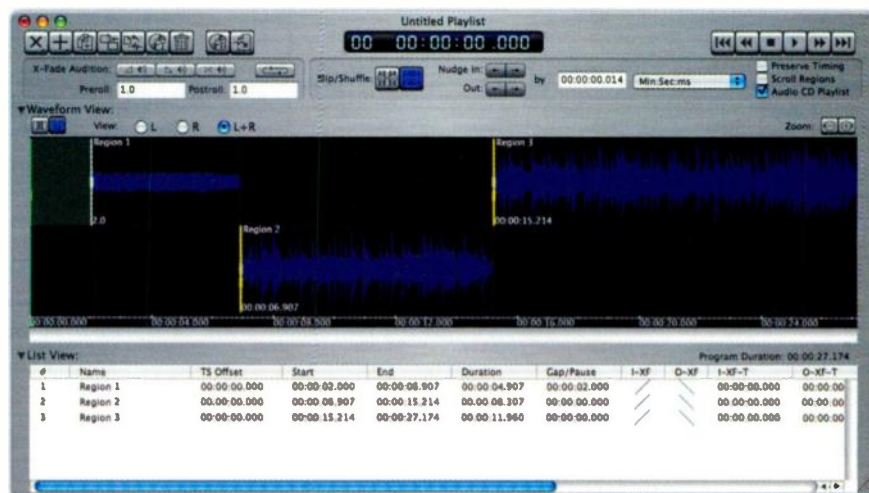 Untitled Playlist
00 00:00:00 .000
X-Fade Audition:
Preroll: 1.0 Postroll: 1.0
Slip/Shuffle
Nudge In:
Out:
by 00:00:00.014 Min:Sec:ms
Preserve Timing
Scroll Regions
Audio CD Playlist
Waveform View:
View: L R L+R Zoom:
Region 1 Region 3
2.0 00:00:15.214
Region 2
00:00:06.907
00:00:00.000 00:00:04.000 00:00:08.000 00:00:12.000 00:00:16.000 00:00:20.000 00:00:24.000
List View: Program Duration: 00:00:27.174
# Name TS Offset Start End Duration Gap/Pause I-XF O-XF I-XF-T O-XF-T
1 Region 1 00:00:00.000 00:00:02.000 00:00:06.907 00:00:04.907 00:00:02.000 00:00:00.000 00:00:00
2 Region 2 00:00:00.000 00:00:06.907 00:00:15.214 00:00:08.307 00:00:00.000 00:00:00.000 00:00:00
3 Region 3 00:00:00.000 00:00:15.214 00:00:27.174 00:00:11.960 00:00:00.000 00:00:00.000 00:00:00